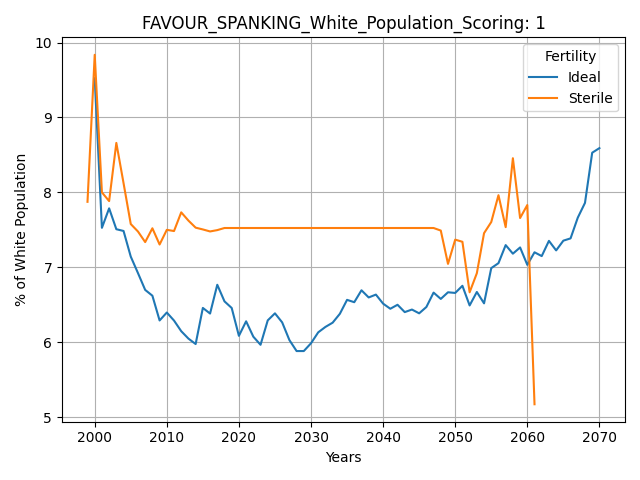 FAVOUR_SPANKING_White_Population_Scoring: 1
Fertility
Ideal
Sterile
% of White Population
10
9
8
7
6
5
2000 2010 2020 2030 2040 2050 2060 2070
Years